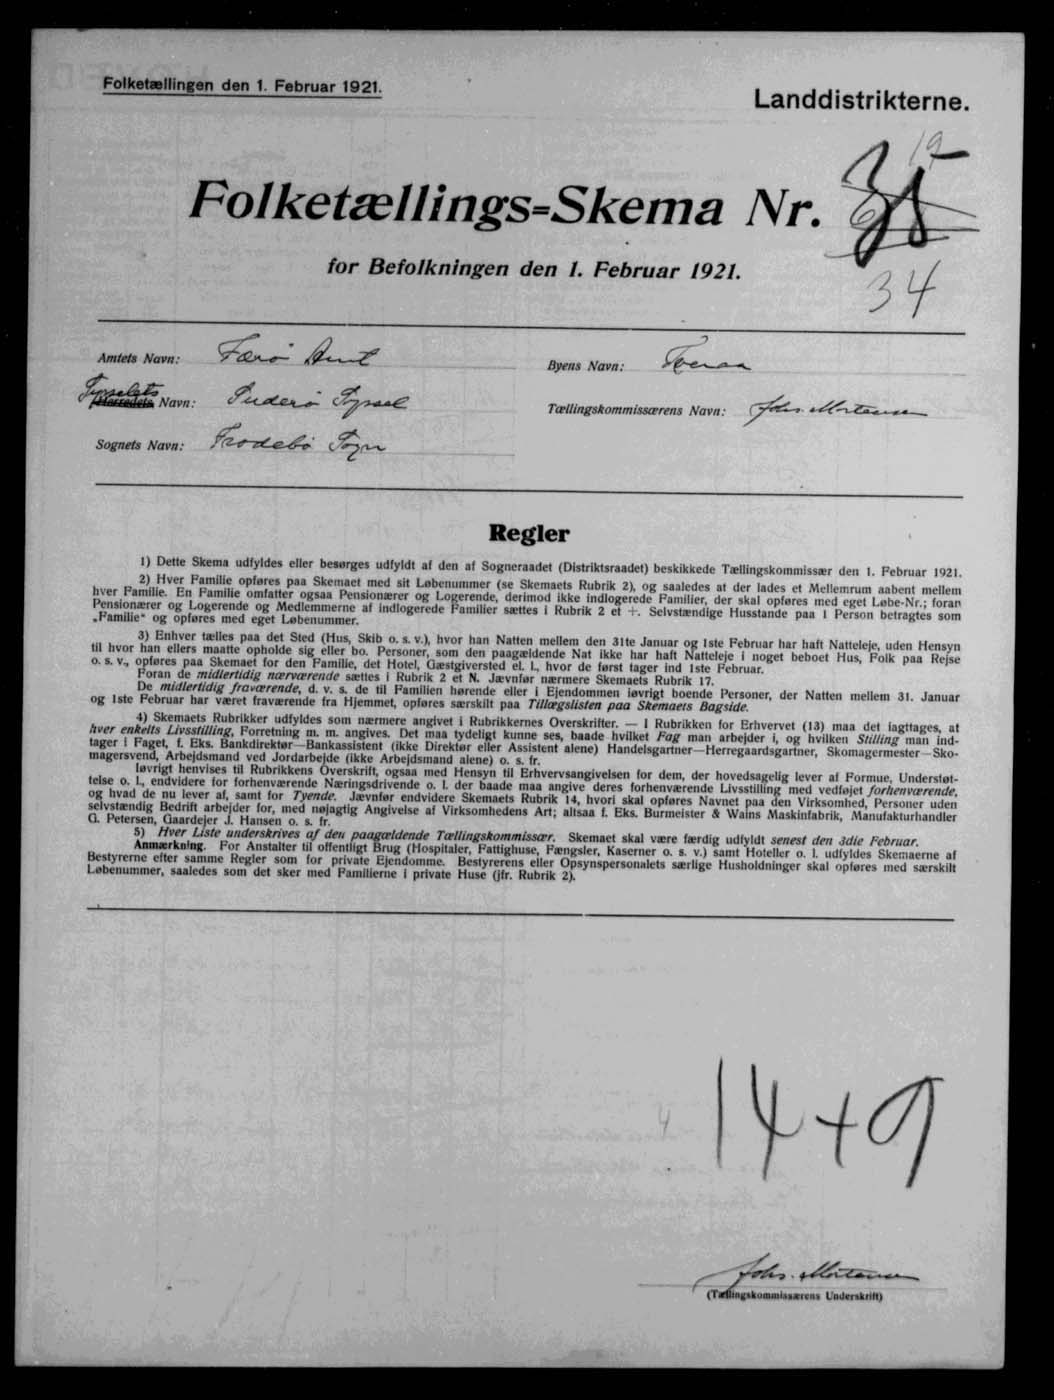 Folketællingen den 1. Februar 1921.
Landdistrikterne.
19
Folketællings=Skema Nr. 35
34
for Befolkningen den 1. Februar 1921.
Amtets Navn: Færø Amt
Byens Navn: Tveraa
Sysselets
Herredets Navn: Suderø Syssel
Tællingskommissærens Navn: Johs. Mortensen
Sognets Navn: Frodebø Sogn
Regler
1) Dette Skema udfyldes eller besørges udfyldt af den af Sogneraadet (Distriktsraadet) beskikkede Tællingskommissær den 1. Februar 1921.
2) Hver Familie opføres paa Skemaet med sit Løbenummer (se Skemaets Rubrik 2), og saaledes at der lades et Mellemrum aabent mellem
hver Familie. En Familie omfatter ogsaa Pensionærer og Logerende, derimod ikke indlogerede Familier, der skal opføres med eget Løbe-Nr.; foran
Pensionærer og Logerende og Medlemmerne af indlogerede Familier sættes i Rubrik 2 et +. Selvstændige Husstande paa 1 Person betragtes som
„Familie“ og opføres med eget Løbenummer.
3) Enhver tælles paa det Sted (Hus, Skib o. s. v.), hvor han Natten mellem den 31te Januar og 1ste Februar har haft Natteleje, uden Hensyn
til hvor han ellers maatte opholde sig eller bo. Personer, som den paagældende Nat ikke har haft Natteleje i noget beboet Hus, Folk paa Rejse
o. s. v., opføres paa Skemaet for den Familie, det Hotel, Gæstgiversted el. l., hvor de først tager ind 1ste Februar.
Foran de midlertidig nærværende sættes i Rubrik 2 et N. Jævnfør nærmere Skemaets Rubrik 17.
De midlertidig fraværende, d. v. s. de til Familien hørende eller i Ejendommen iøvrigt boende Personer, der Natten mellem 31. Januar
og 1ste Februar har været fraværende fra Hjemmet, opføres særskilt paa Tillægslisten paa Skemaets Bagside.
4) Skemaets Rubrikker udfyldes som nærmere angivet i Rubrikkernes Overskrifter. — I Rubrikken for Erhvervet (13) maa det iagttages, at
hver enkelts Livsstilling, Forretning m. m. angives. Det maa tydeligt kunne ses, baade hvilket Fag man arbejder i, og hvilken Stilling man ind-
tager i Faget, f. Eks. Bankdirektør—Bankassistent (ikke Direktør eller Assistent alene) Handelsgartner—Herregaardsgartner, Skomagermester—Sko-
magersvend, Arbejdsmand ved Jordarbejde (ikke Arbejdsmand alene) o. s. fr.
Iøvrigt henvises til Rubrikkens Overskrift, ogsaa med Hensyn til Erhvervsangivelsen for dem, der hovedsagelig lever af Formue, Understøt-
telse o. l., endvidere for forhenværende Næringsdrivende o. l. der baade maa angive deres forhenværende Livsstilling med vedføjet forhenværende,
og hvad de nu lever af, samt for Tyende. Jævnfør endvidere Skemaets Rubrik 14, hvori skal opføres Navnet paa den Virksomhed, Personer uden
selvstændig Bedrift arbejder for, med nøjagtig Angivelse af Virksomhedens Art; altsaa f. Eks. Burmeister & Wains Maskinfabrik, Manufakturhandler
G. Petersen, Gaardejer J. Hansen o. s. fr.
5) Hver Liste underskrives af den paagældende Tællingskommissær. Skemaet skal være færdig udfyldt senest den 3die Februar.
Anmærkning. For Anstalter til offentligt Brug (Hospitaler, Fattighuse, Fængsler, Kaserner o. s. v.) samt Hoteller o. l. udfyldes Skemaerne af
Bestyrerne efter samme Regler som for private Ejendomme. Bestyrerens eller Opsynspersonalets særlige Husholdninger skal opføres med særskilt
Løbenummer, saaledes som det sker med Familierne i private Huse (jfr. Rubrik 2).
14+9
Johs. Mortensen
(Tællingskommissærens Underskrift)